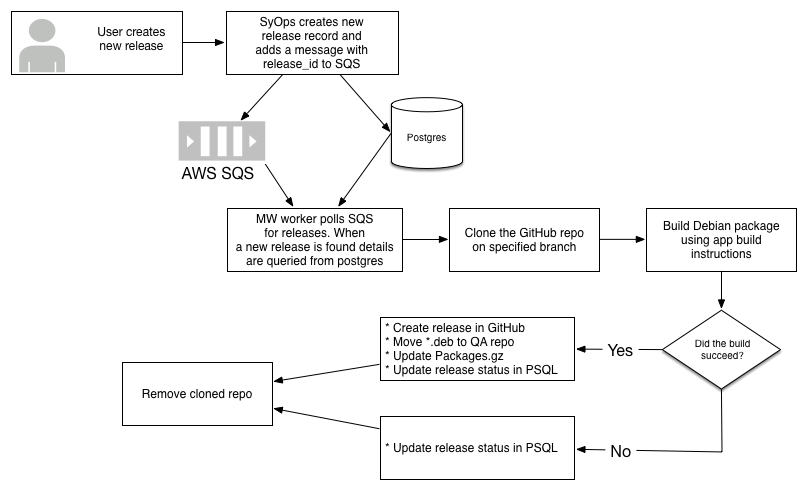 User creates
new release
SyOps creates new
release record and
adds a message with
release_id to SQS
AWS SQS
Postgres
MW worker polls SQS
for releases. When
a new release is found details
are queried from postgres
Clone the GitHub repo
on specified branch
Build Debian package
using app build
instructions
Did the build
succeed?
Yes
* Create release in GitHub
* Move *.deb to QA repo
* Update Packages.gz
* Update release status in PSQL
Remove cloned repo
No
* Update release status in PSQL